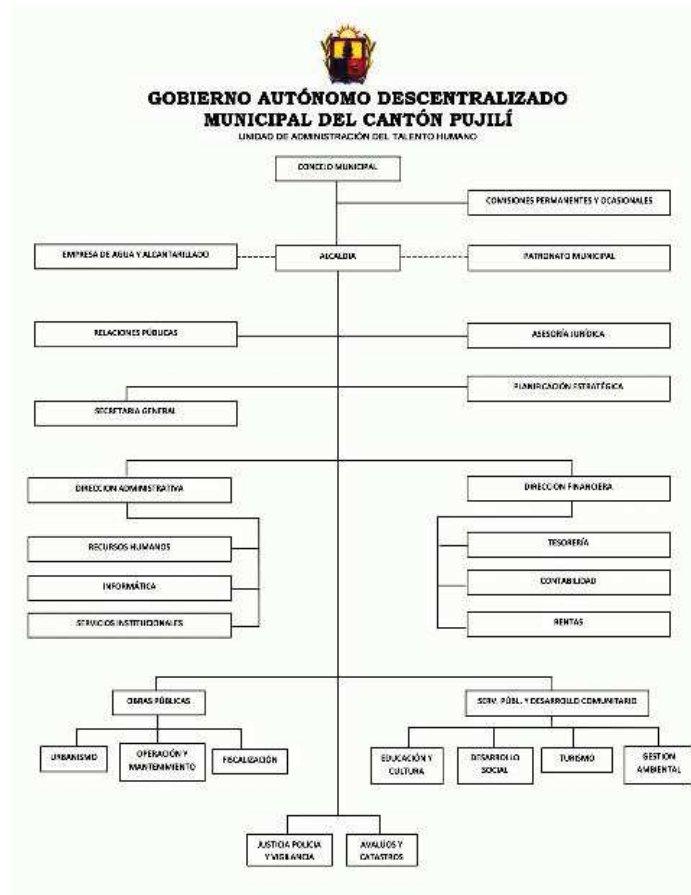 GOBIERNO AUTÓNOMO DESCENTRALIZADO
MUNICIPAL DEL CANTÓN PUJILÍ
UNIDAD DE ADMINISTRACIÓN DEL TALENTO HUMANO
CONCEJO MUNICIPAL
COMISIONES PERMANENTES Y OCASIONALES
EMPRESA DE AGUA Y ALCANTARILLADO
ALCALDIA
PATRONATO MUNICIPAL
RELACIONES PÚBLICAS
ASESORÍA JURÍDICA
PLANIFICACIÓN ESTRATÉGICA
SECRETARIA GENERAL
DIRECCION ADMINISTRATIVA
DIRECCION FINANCIERA
RECURSOS HUMANOS
TESORERÍA
INFORMÁTICA
CONTABILIDAD
SERVICIOS INSTITUCIONALES
RENTAS
OBRAS PÚBLICAS
SERV. PÚBL. Y DESARROLLO COMUNITARIO
URBANISMO
OPERACIÓN Y
MANTENIMIENTO
FISCALIZACIÓN
EDUCACIÓN Y
CULTURA
DESARROLLO
SOCIAL
TURISMO
GESTION
AMBIENTAL
JUSTICIA POLICIA
Y VIGILANCIA
AVALÚOS Y
CATASTROS